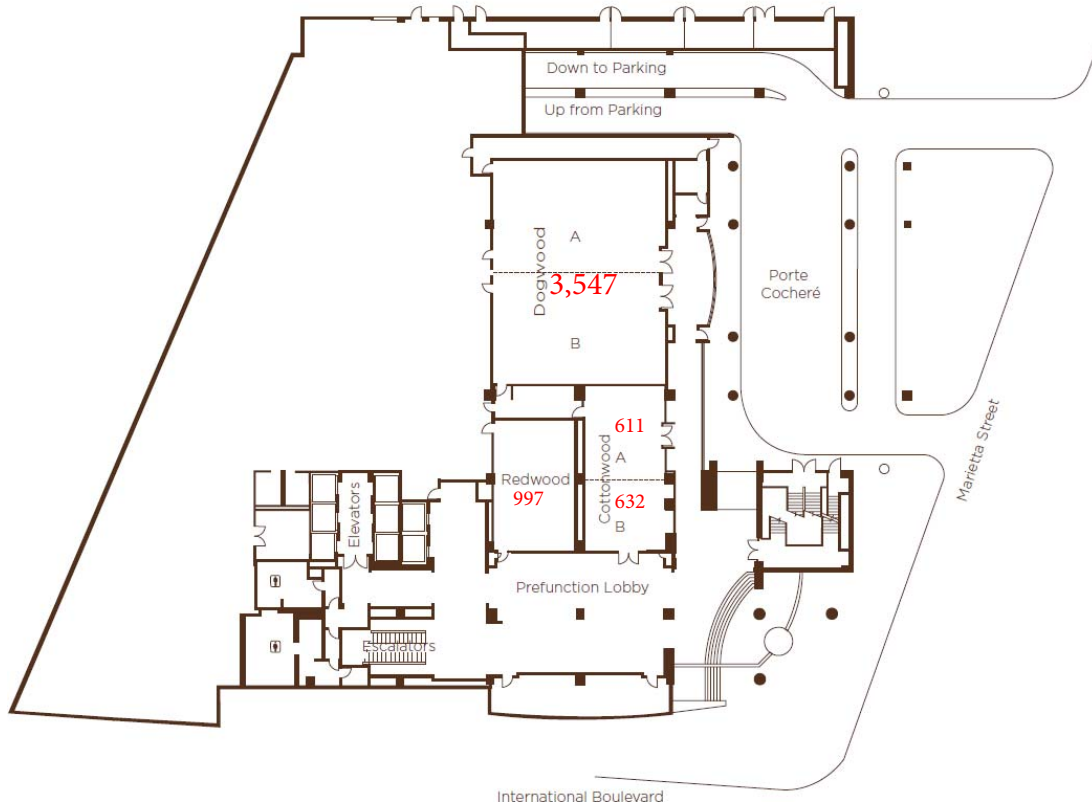 Down to Parking
Up from Parking
A
Dogwood
3,547
Porte
Cocheré
B
611
Cottonwood
A
Redwood
997
632
B
Elevators
Marietta Street
Prefunction Lobby
Escalators
International Boulevard